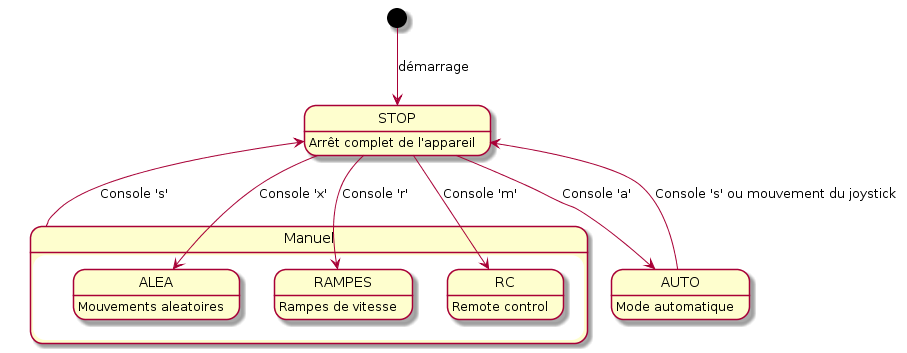 démarrage
STOP
Arrêt complet de l'appareil
Console 's'
Console 'x'
Console 'r'
Console 'm'
Console 'a'
Console 's' ou mouvement du joystick
Manuel
ALEA
Mouvements aleatoires
RAMPES
Rampes de vitesse
RC
Remote control
AUTO
Mode automatique